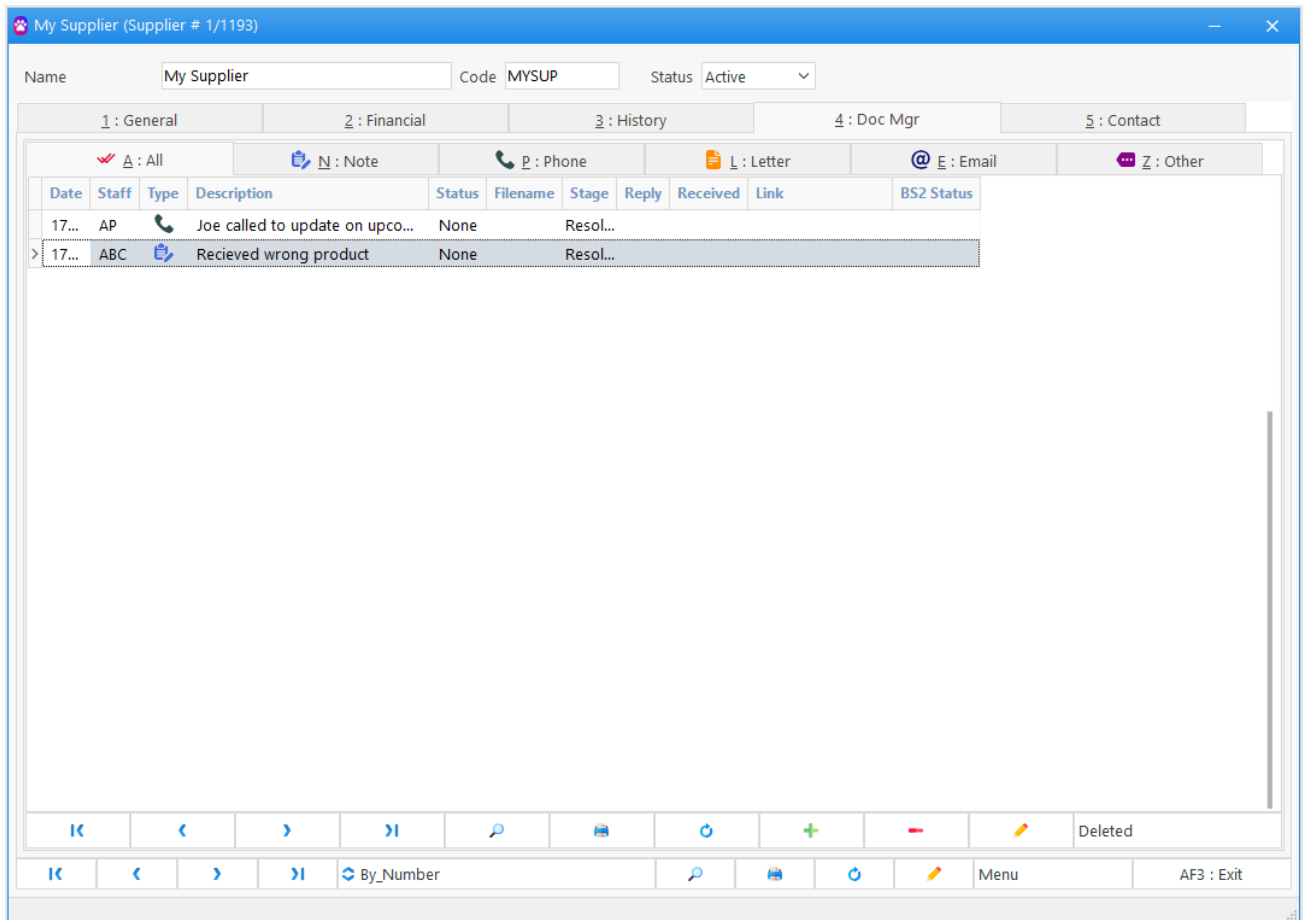 My Supplier (Supplier # 1/1193)
Name My Supplier Code MYSUP Status Active
1 : General 2 : Financial 3 : History 4 : Doc Mgr 5 : Contact
A : All N : Note P : Phone L : Letter @ E : Email Z : Other
Date Staff Type Description Status Filename Stage Reply Received Link BS2 Status
17... AP Joe called to update on upco... None Resol...
17... ABC Recieved wrong product None Resol...
Deleted
By_Number Menu AF3 : Exit